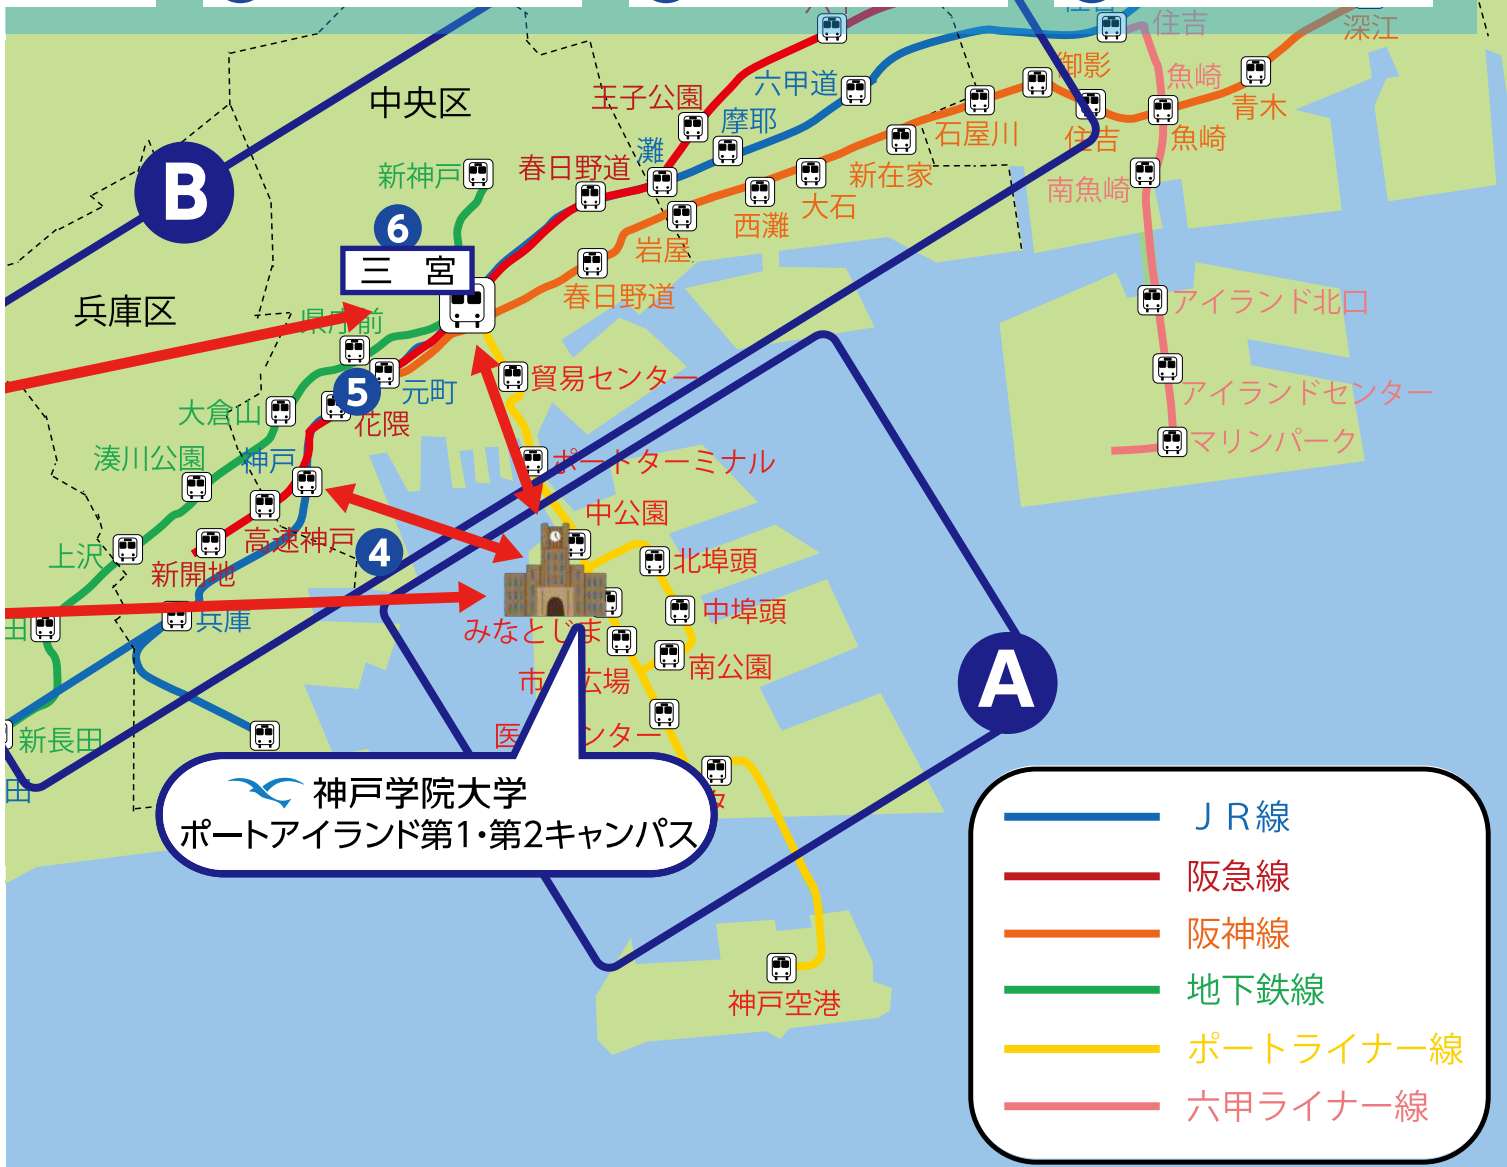 住吉
深江
御影
六甲道
魚崎
中央区
王子公園
青木
摩耶
石屋川
住吉
魚崎
灘
春日野道
新神戸
新在家
南魚崎
B
大石
6
西灘
岩屋
三宮
兵庫区
春日野道
アイランド北口
県庁前
貿易センター
5
元町
アイランドセンター
大倉山
花隈
マリンパーク
湊川公園
神戸
ポートターミナル
中公園
高速神戸
4
上沢
北埠頭
新開地
中埠頭
兵庫
みなとじま
田
南公園
市
広場
A
医
ンター
新長田
田
神戸学院大学
ポートアイランド第1・第2キャンパス
神戸空港
JR線
阪急線
阪神線
地下鉄線
ポートライナー線
六甲ライナー線